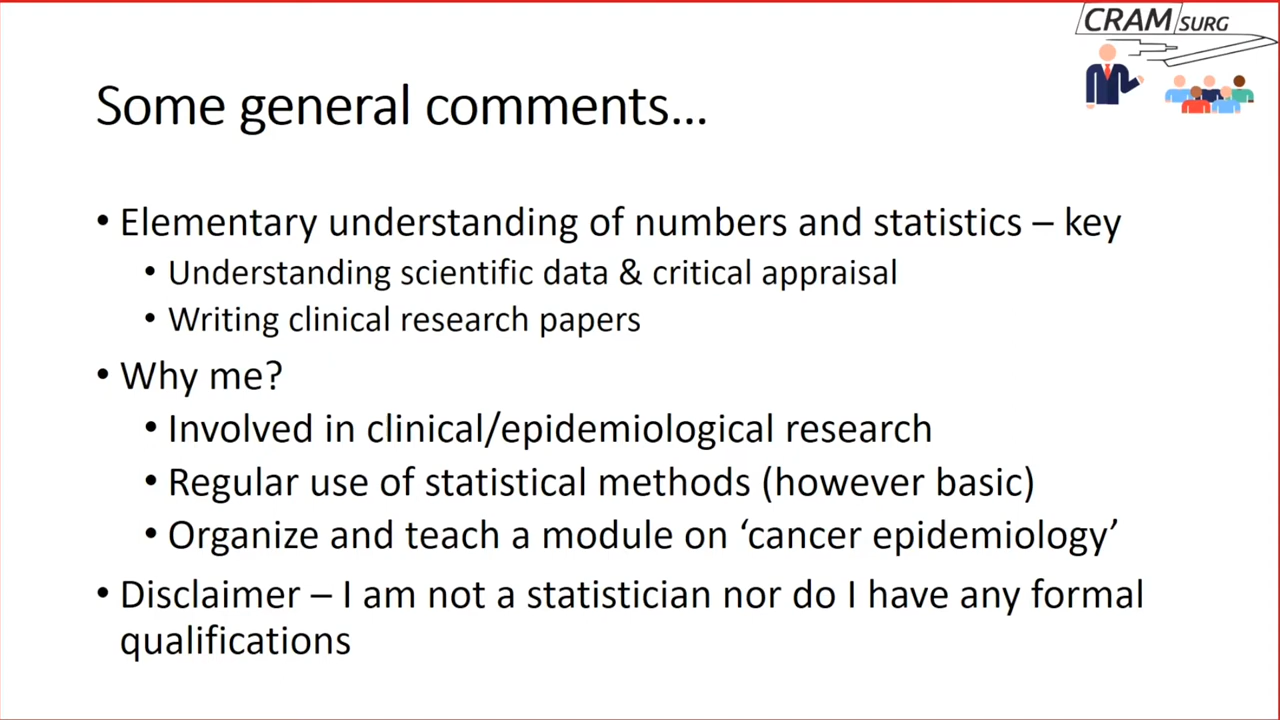 CRAM SURG
Some general comments...
• Elementary understanding of numbers and statistics – key
• Understanding scientific data & critical appraisal
• Writing clinical research papers
• Why me?
• Involved in clinical/epidemiological research
• Regular use of statistical methods (however basic)
• Organize and teach a module on ‘cancer epidemiology’
• Disclaimer – I am not a statistician nor do I have any formal
qualifications